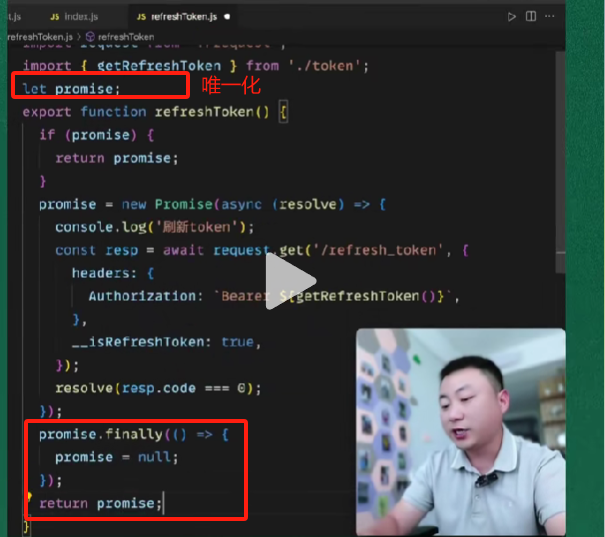 st.js JS index.js JS refreshToken.js
refreshToken.js > refreshToken
import request from './request';
import { getRefreshToken } from './token';
let promise;
唯一化
export function refreshToken() {
if (promise) {
return promise;
}
promise = new Promise(async (resolve) => {
console.log('刷新token');
const resp = await request.get('/refresh_token', {
headers: {
Authorization: `Bearer ${getRefreshToken()}`,
},
__isRefreshToken: true,
});
resolve(resp.code === 0);
});
promise.finally(() => {
promise = null;
});
return promise;
}